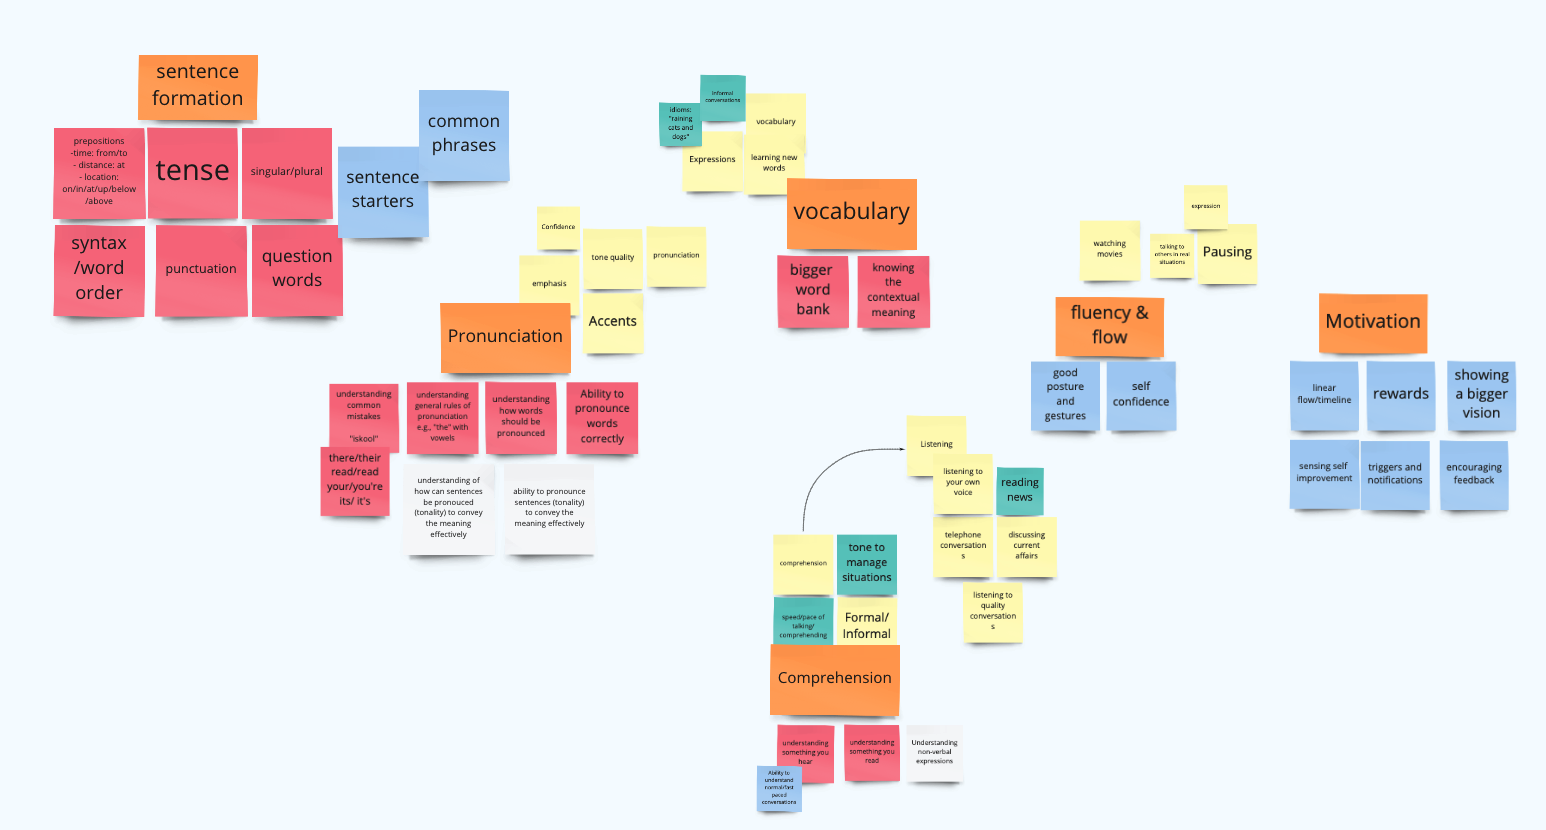 sentence
formation
prepositions
-time: from/to
- distance: at
- location:
on/in/at/up/below
/above
tense
singular/plural
syntax
/word
order
punctuation
question
words
sentence
starters
common
phrases
idioms:
"raining
cats and
dogs"
Informal
conversations
vocabulary
Expressions
learning new
words
vocabulary
bigger
word
bank
knowing
the
contextual
meaning
Confidence
tone quality
pronunciation
emphasis
Accents
Pronunciation
understanding
common
mistakes
"iskool"
understanding
general rules of
pronunciation
e.g., "the" with
vowels
understanding
how words
should be
pronounced
Ability to
pronounce
words
correctly
there/their
read/read
your/you're
its/ it's
understanding of
how can sentences
be pronouced
(tonality) to convey
the meaning
effectively
ability to pronounce
sentences (tonality)
to convey the
meaning effectively
expression
watching
movies
talking to
others in real
situations
Pausing
fluency &
flow
good
posture
and
gestures
self
confidence
Motivation
linear
flow/timeline
rewards
showing
a bigger
vision
sensing self
improvement
triggers and
notifications
encouraging
feedback
Listening
listening to
your own
voice
reading
news
telephone
conversation
s
discussing
current
affairs
listening to
quality
conversation
s
comprehension
tone to
manage
situations
speed/pace of
talking/
comprehending
Formal/
Informal
Comprehension
understanding
something you
hear
understanding
something you
read
Understanding
non-verbal
expressions
Ability to
understand
normal/fast
paced
conversations